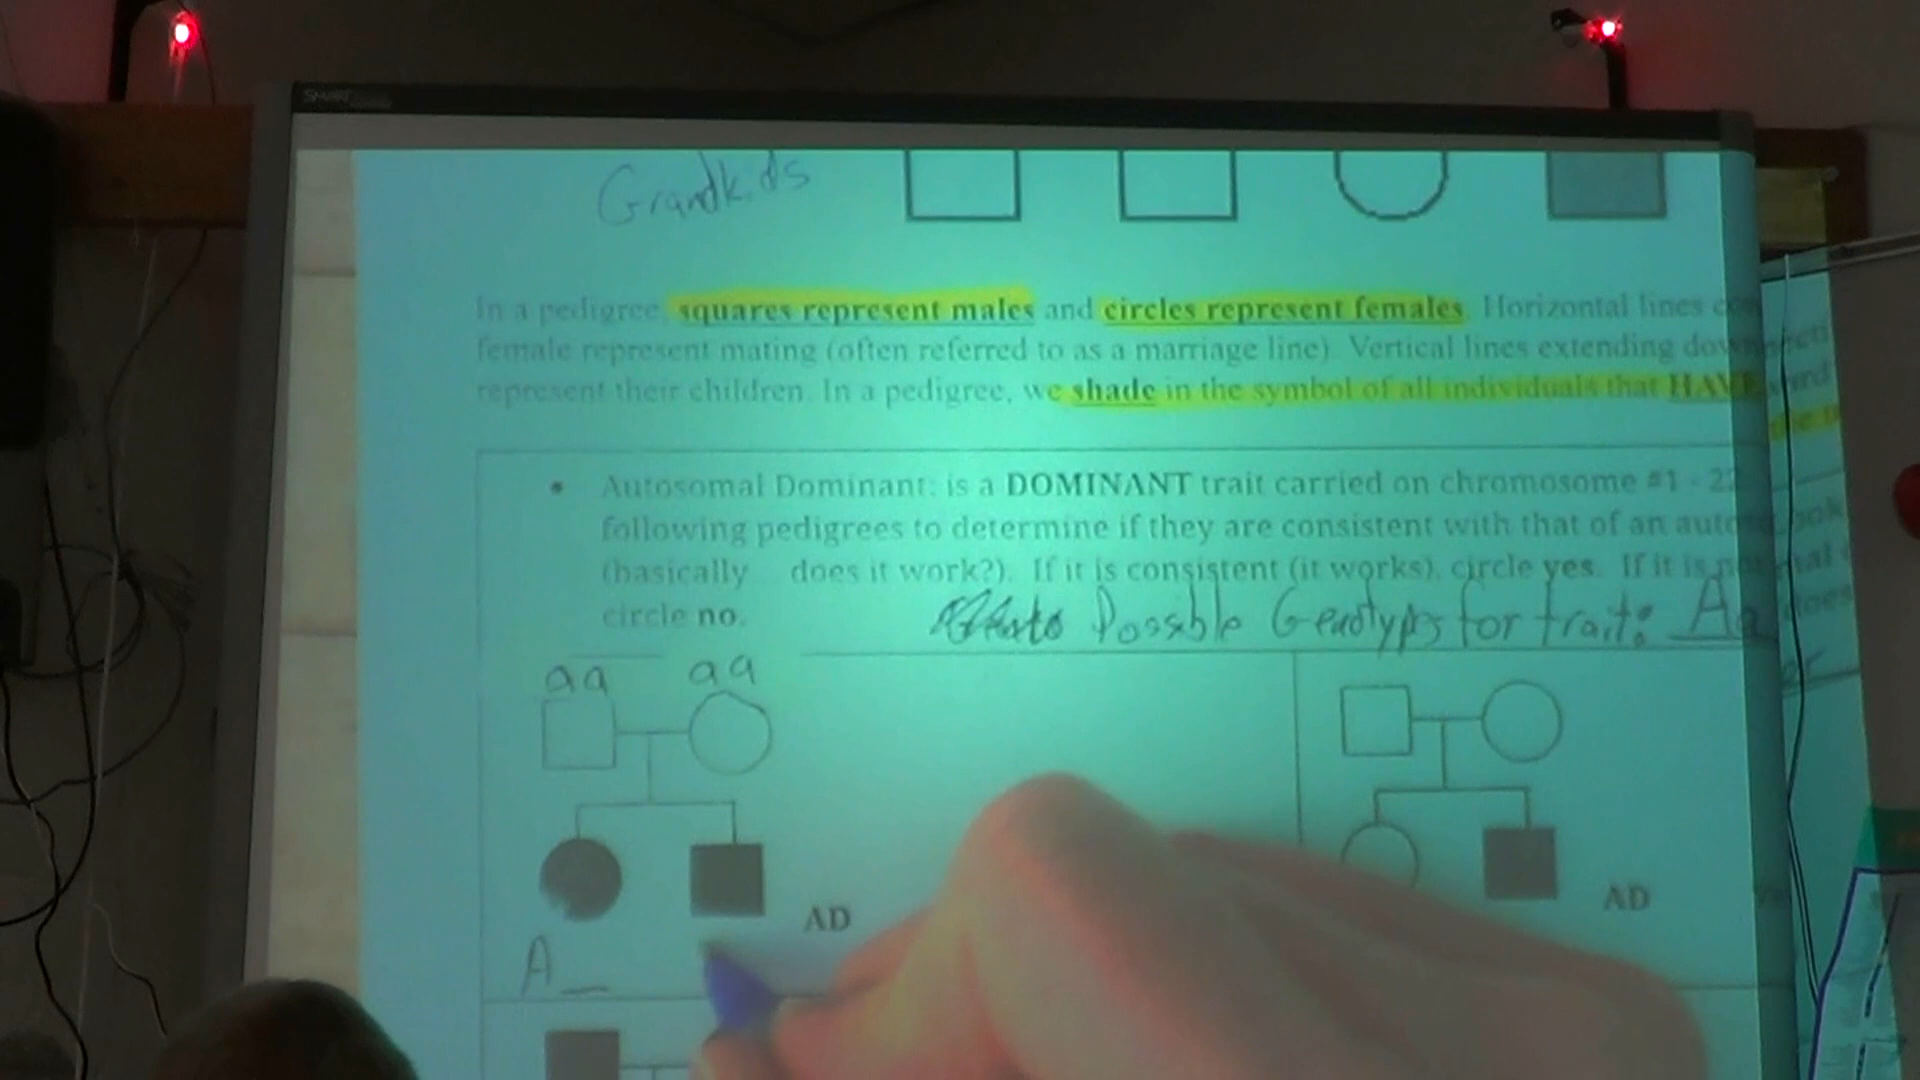 SMART
Grandkids
In a pedigree, squares represent males and circles represent females. Horizontal lines
female represent mating (often referred to as a marriage line). Vertical lines extending
represent their children. In a pedigree, we shade in the symbol of all individuals that HAVE
• Autosomal Dominant: is a DOMINANT trait carried on chromosome #1 - 22
following pedigrees to determine if they are consistent with that of an
(basically does it work?). If it is consistent (it works), circle yes. If it is
circle no.
Possible Genotyps for trait: Aa
aa aa
AD
AD
A _